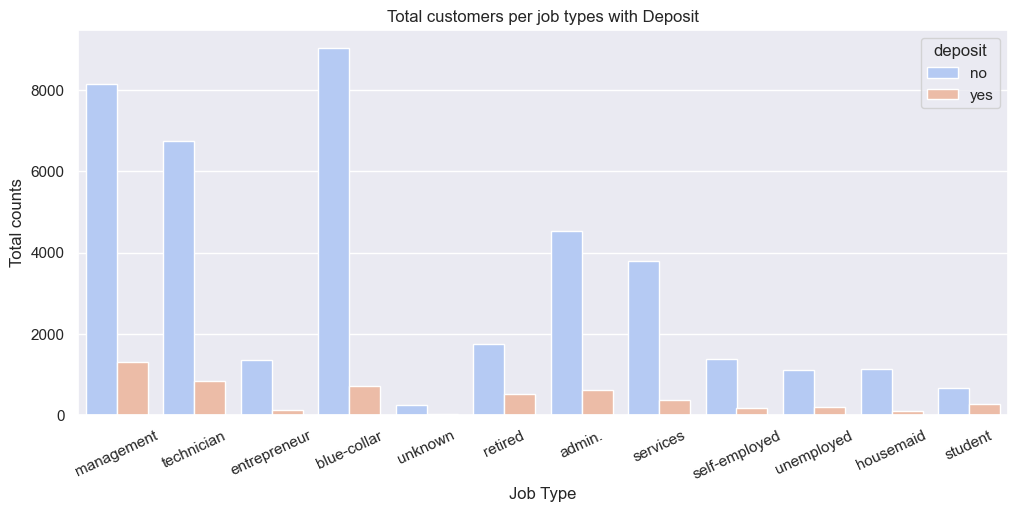 Total customers per job types with Deposit
deposit
no
yes
Total counts
8000
6000
4000
2000
0
management
technician
entrepreneur
blue-collar
unknown
retired
admin.
services
self-employed
unemployed
housemaid
student
Job Type